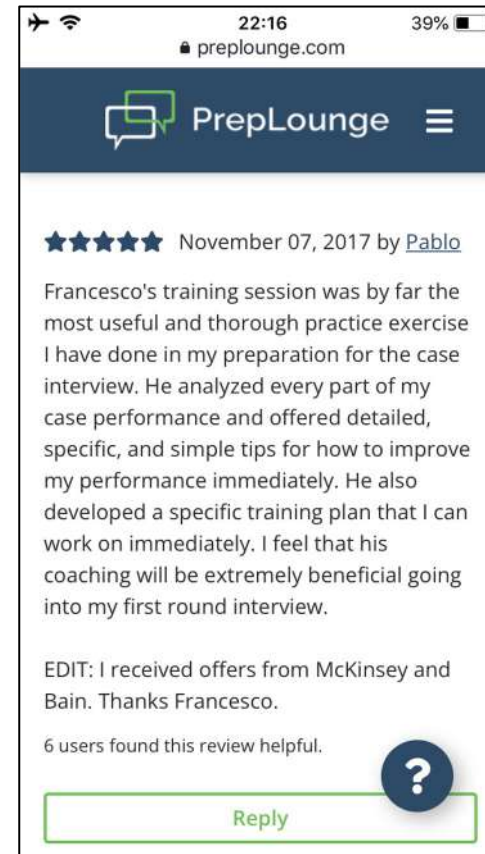 22:16
39%
preplounge.com
PrepLounge
November 07, 2017 by Pablo
Francesco's training session was by far the
most useful and thorough practice exercise
I have done in my preparation for the case
interview. He analyzed every part of my
case performance and offered detailed,
specific, and simple tips for how to improve
my performance immediately. He also
developed a specific training plan that I can
work on immediately. I feel that his
coaching will be extremely beneficial going
into my first round interview.
EDIT: I received offers from McKinsey and
Bain. Thanks Francesco.
6 users found this review helpful.
?
Reply